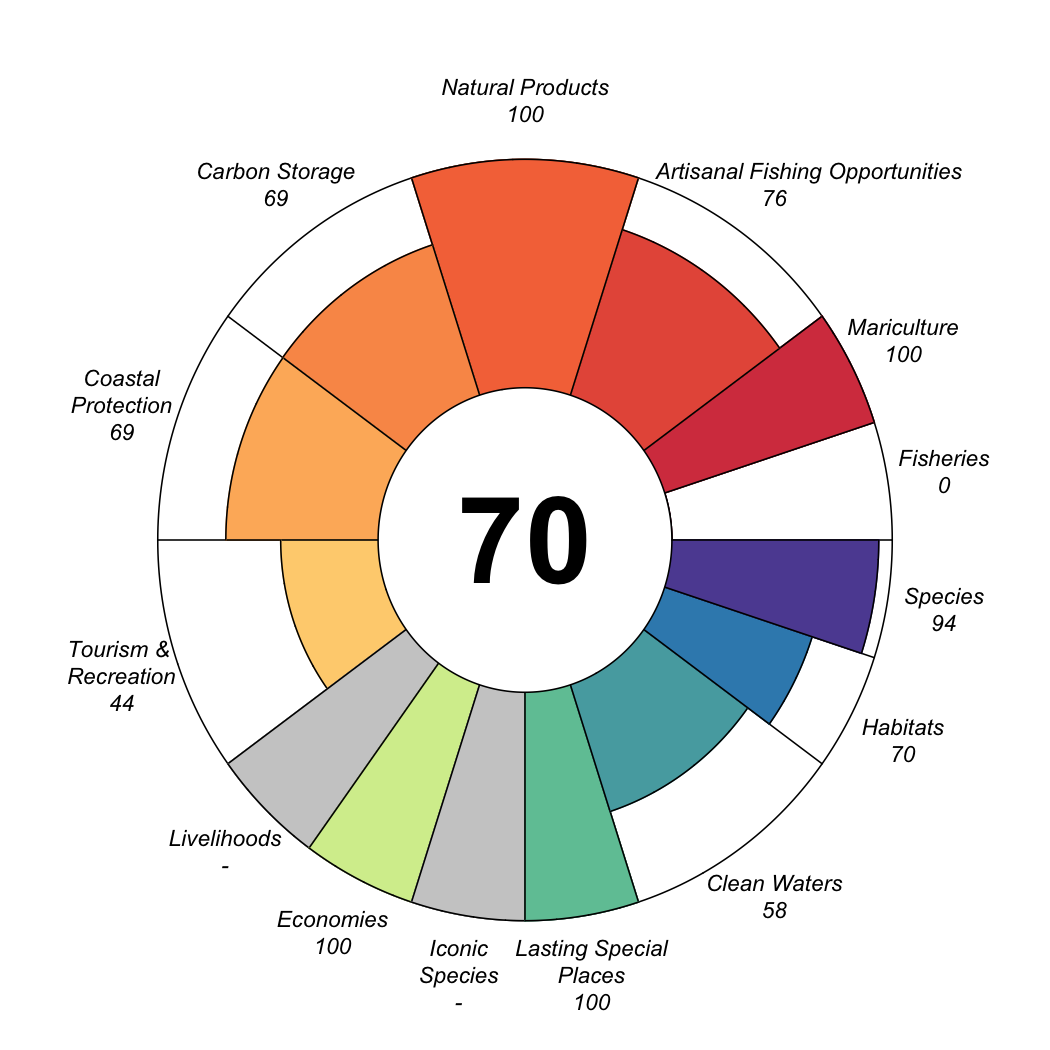 Natural Products
100
Carbon Storage
69
Artisanal Fishing Opportunities
76
Mariculture
100
Coastal
Protection
69
Fisheries
0
70
Species
94
Tourism &
Recreation
44
Habitats
70
Livelihoods
-
Clean Waters
58
Economies
100
Iconic
Species
-
Lasting Special
Places
100